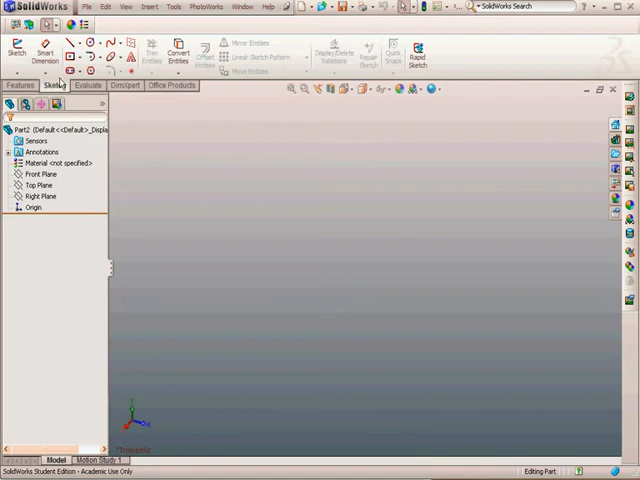 SolidWorks
File Edit View Insert Tools PhotoWorks Window Help
SolidWorks Search
Sketch
Smart Dimension
Trim Entities
Convert Entities
Offset Entities
Mirror Entities
Linear Sketch Pattern
Move Entities
Display/Delete Relations
Repair Sketch
Rapid Sketch
Features Sketch Evaluate DimXpert Office Products
Part2 (Default<<Default>_Displa
Sensors
Annotations
Material <not specified>
Front Plane
Top Plane
Right Plane
Origin
*Trimetric
Model Motion Study 1
SolidWorks Student Edition - Academic Use Only
Editing Part